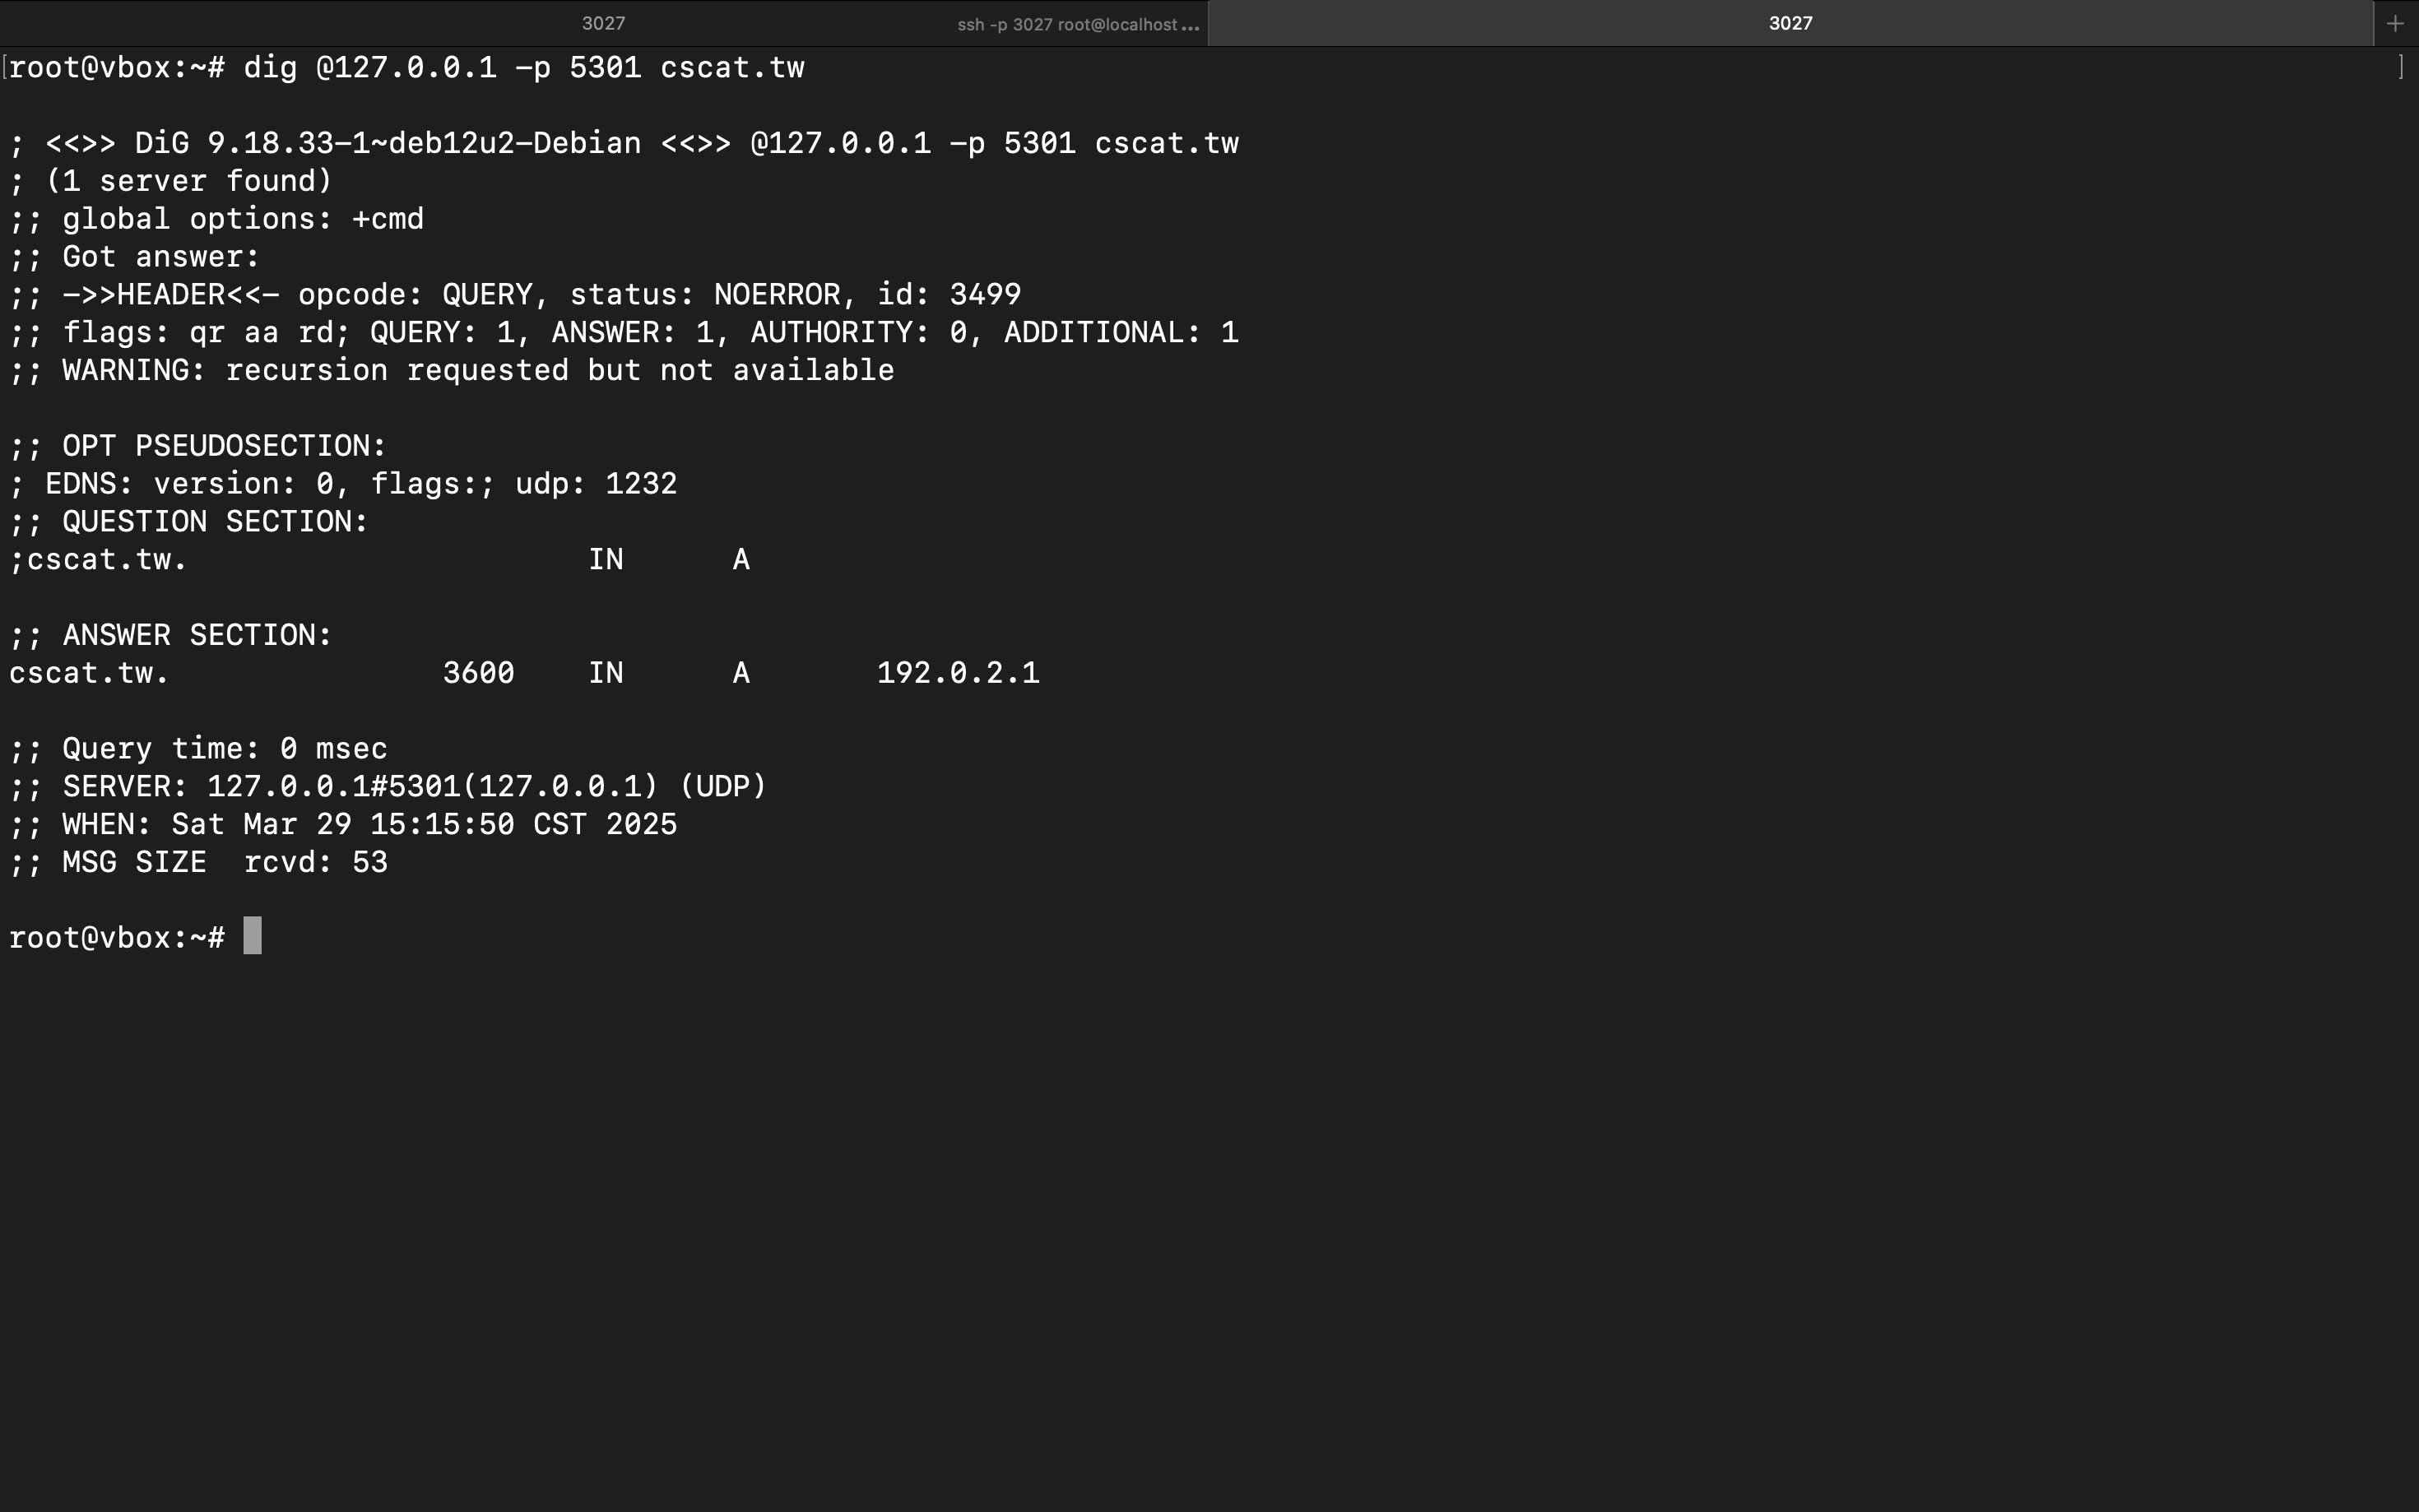 3027 ssh -p 3027 root@localhost ... 3027 +
[root@vbox:~# dig @127.0.0.1 -p 5301 cscat.tw ]
; <<>> DiG 9.18.33-1~deb12u2-Debian <<>> @127.0.0.1 -p 5301 cscat.tw
; (1 server found)
;; global options: +cmd
;; Got answer:
;; ->>HEADER<<- opcode: QUERY, status: NOERROR, id: 3499
;; flags: qr aa rd; QUERY: 1, ANSWER: 1, AUTHORITY: 0, ADDITIONAL: 1
;; WARNING: recursion requested but not available
;; OPT PSEUDOSECTION:
; EDNS: version: 0, flags:; udp: 1232
;; QUESTION SECTION:
;cscat.tw. IN A
;; ANSWER SECTION:
cscat.tw. 3600 IN A 192.0.2.1
;; Query time: 0 msec
;; SERVER: 127.0.0.1#5301(127.0.0.1) (UDP)
;; WHEN: Sat Mar 29 15:15:50 CST 2025
;; MSG SIZE  rcvd: 53
root@vbox:~#